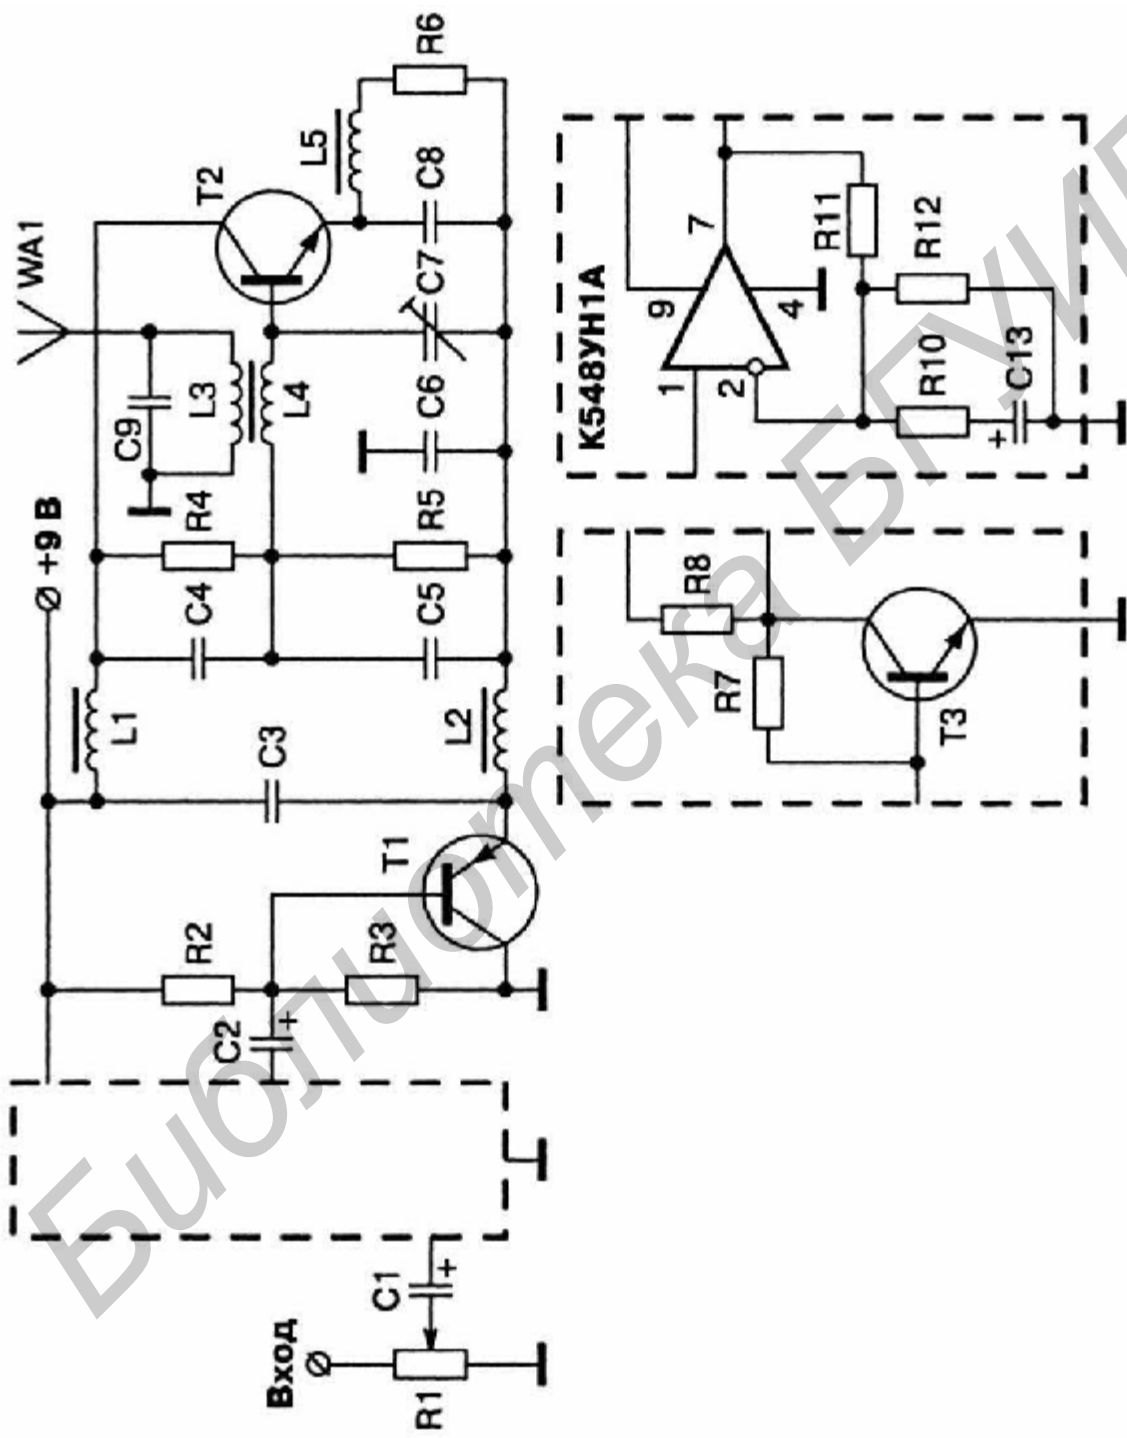 Вход
R1
C1
+
C2
+
R2
R3
T1
C3
L1
L2
Ø +9 В
C4
R4
C5
R5
C9
L3
L4
C6
C7
WA1
T2
C8
L5
R6
R7
R8
T3
К548УН1А
1
2
9
4
7
R11
R10
R12
+
C13
Библиотека БГУИР